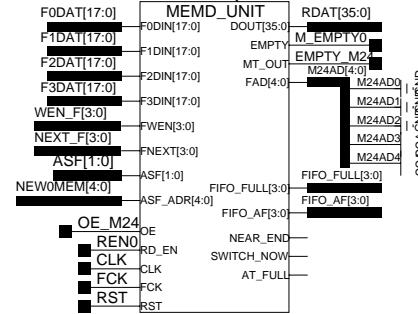 MEMD_UNIT
F0DAT[17:0]
F0DIN[17:0]
F1DAT[17:0]
F1DIN[17:0]
F2DAT[17:0]
F2DIN[17:0]
F3DAT[17:0]
F3DIN[17:0]
WEN_F[3:0]
FWEN[3:0]
NEXT_F[3:0]
FNEXT[3:0]
ASF[1:0]
ASF[1:0]
NEW0MEM[4:0]
ASF_ADR[4:0]
OE_M24
OE
REN0
RD_EN
CLK
CLK
FCK
FCK
RST
RST
RDAT[35:0]
DOUT[35:0]
M_EMPTY0
EMPTY
EMPTY_M24
MT_OUT
M24AD[4:0]
FAD[4:0]
M24AD0
M24AD1
M24AD2
M24AD3
M24AD4
FIFO_FULL[3:0]
FIFO_FULL[3:0]
FIFO_AF[3:0]
FIFO_AF[3:0]
NEAR_END
SWITCH_NOW
AT_FULL